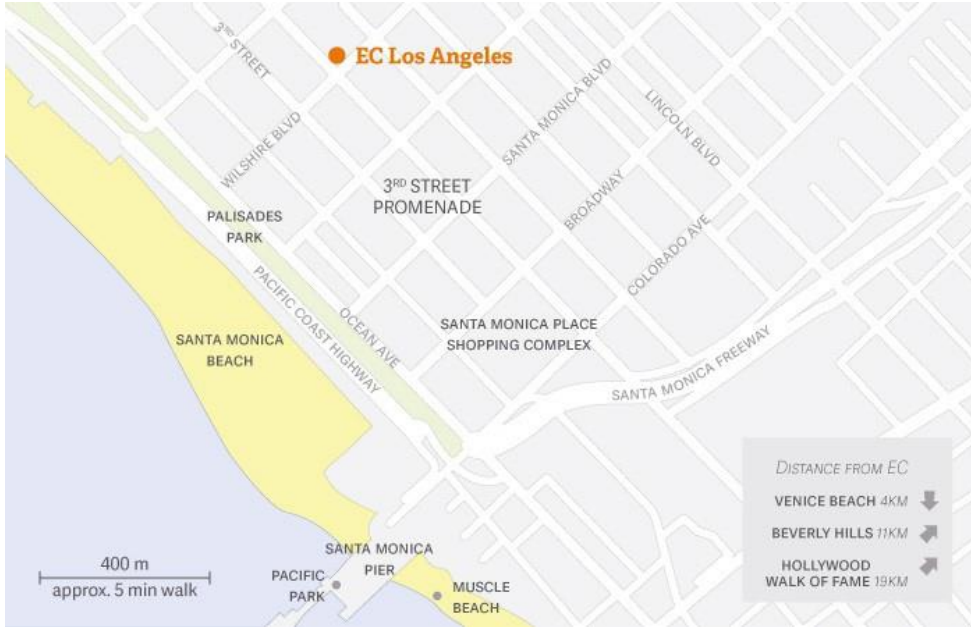 3RD STREET
EC Los Angeles
WILSHIRE BLVD
SANTA MONICA BLVD
LINCOLN BLVD
3RD STREET
PROMENADE
BROADWAY
PALISADES
PARK
COLORADO AVE
PACIFIC COAST HIGHWAY
OCEAN AVE
SANTA MONICA
BEACH
SANTA MONICA PLACE
SHOPPING COMPLEX
SANTA MONICA FREEWAY
DISTANCE FROM EC
VENICE BEACH 4KM
BEVERLY HILLS 11KM
HOLLYWOOD
WALK OF FAME 19KM
400 m
approx. 5 min walk
SANTA MONICA
PIER
PACIFIC
PARK
MUSCLE
BEACH